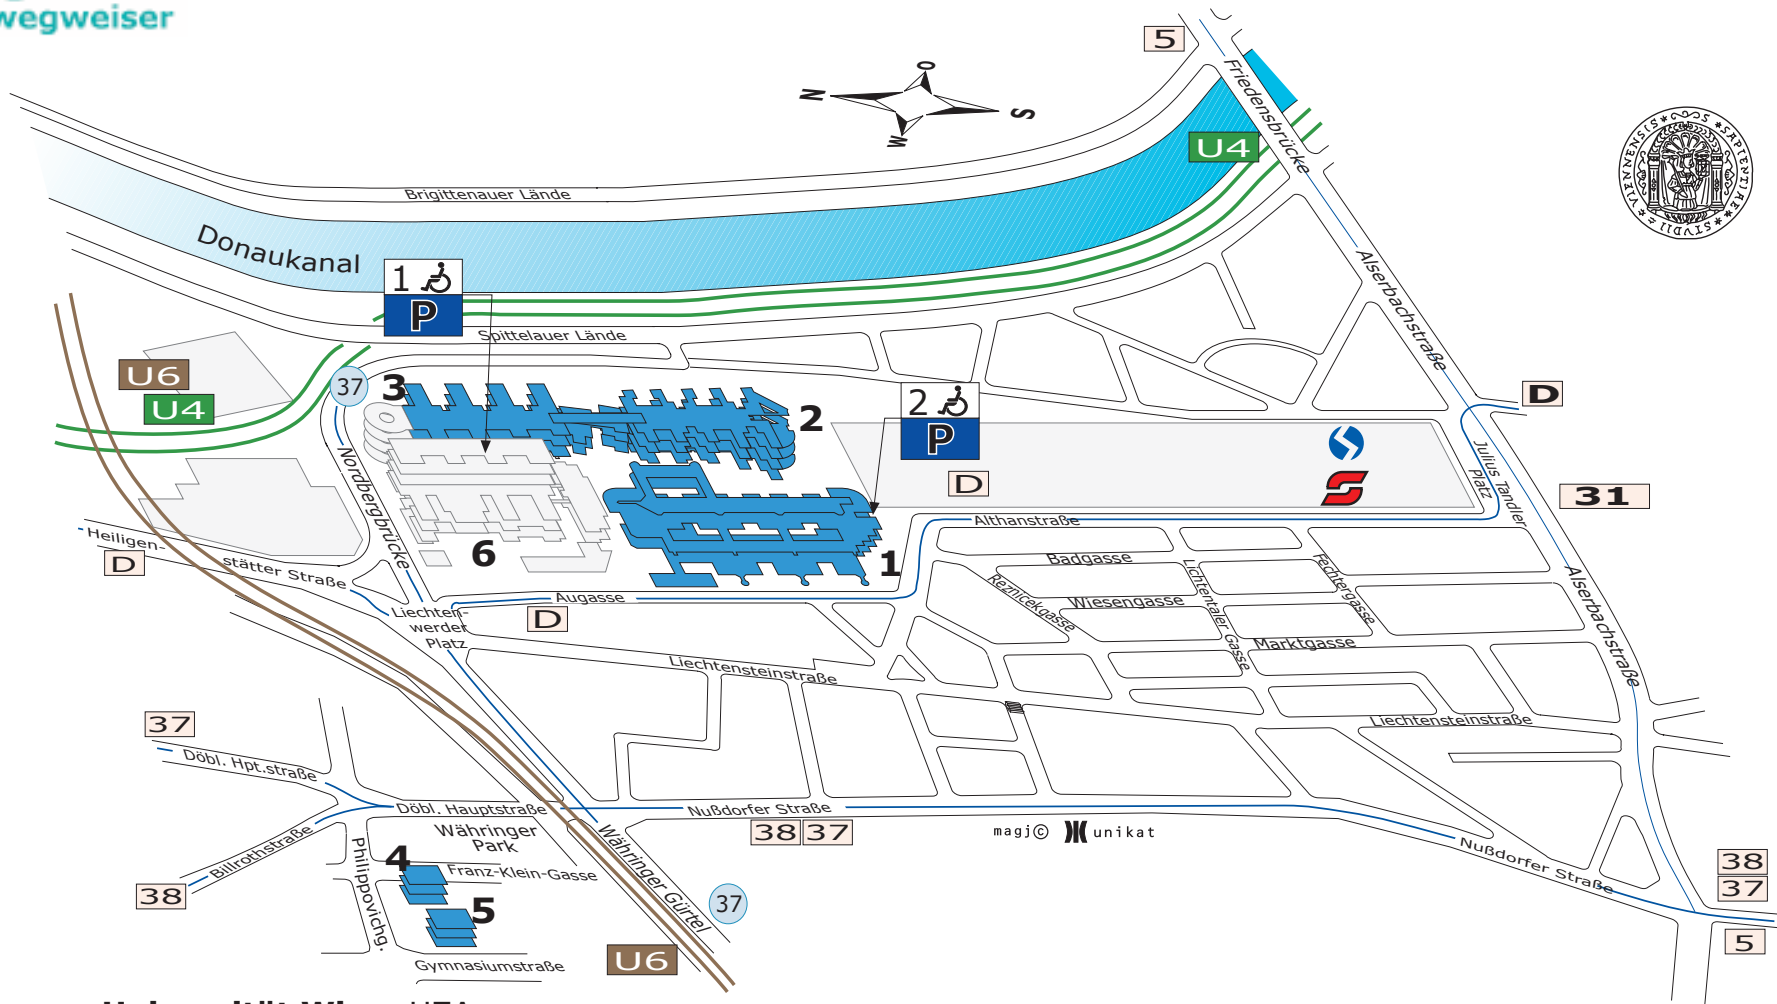 wegweiser
5
Friedensbrücke
O
N
S
W
U4
VIENNENSIS
SAPIENTIAE
STVDII
Brigittenauer Lände
Donaukanal
1
P
Spittelauer Lände
Alserbachstraße
U6
U4
37
3
2
2
P
D
D
Julius Tandler
Platz
31
Nordbergbrücke
Althanstraße
Heiligen-
stätter Straße
D
6
1
Badgasse
Reznicekgasse
Wiesengasse
Lichtentaler Gasse
Fechtergasse
Marktgasse
Alserbachstraße
Augasse
D
Liechten-
werder
Platz
Liechtensteinstraße
Liechtensteinstraße
37
Döbl. Hpt.straße
Döbl. Hauptstraße
Nußdorfer Straße
38 37
magj©
unikat
Währinger
Park
Währinger Gürtel
Billrothstraße
38
Philippovichg.
4
Franz-Klein-Gasse
5
37
Nußdorfer Straße
38
37
5
U6
Gymnasiumstraße